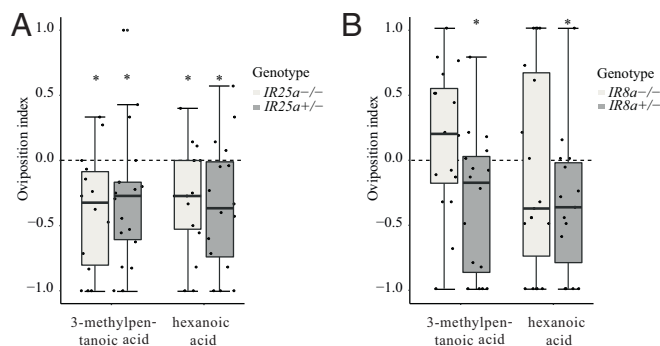 A
Oviposition index
1.0
0.5
0.0
−0.5
−1.0
* * * *
Genotype
IR25a−/−
IR25a+/−
3-methylpen-
tanoic acid
hexanoic
acid
B
Oviposition index
1.0
0.5
0.0
−0.5
−1.0
* *
Genotype
IR8a−/−
IR8a+/−
3-methylpen-
tanoic acid
hexanoic
acid